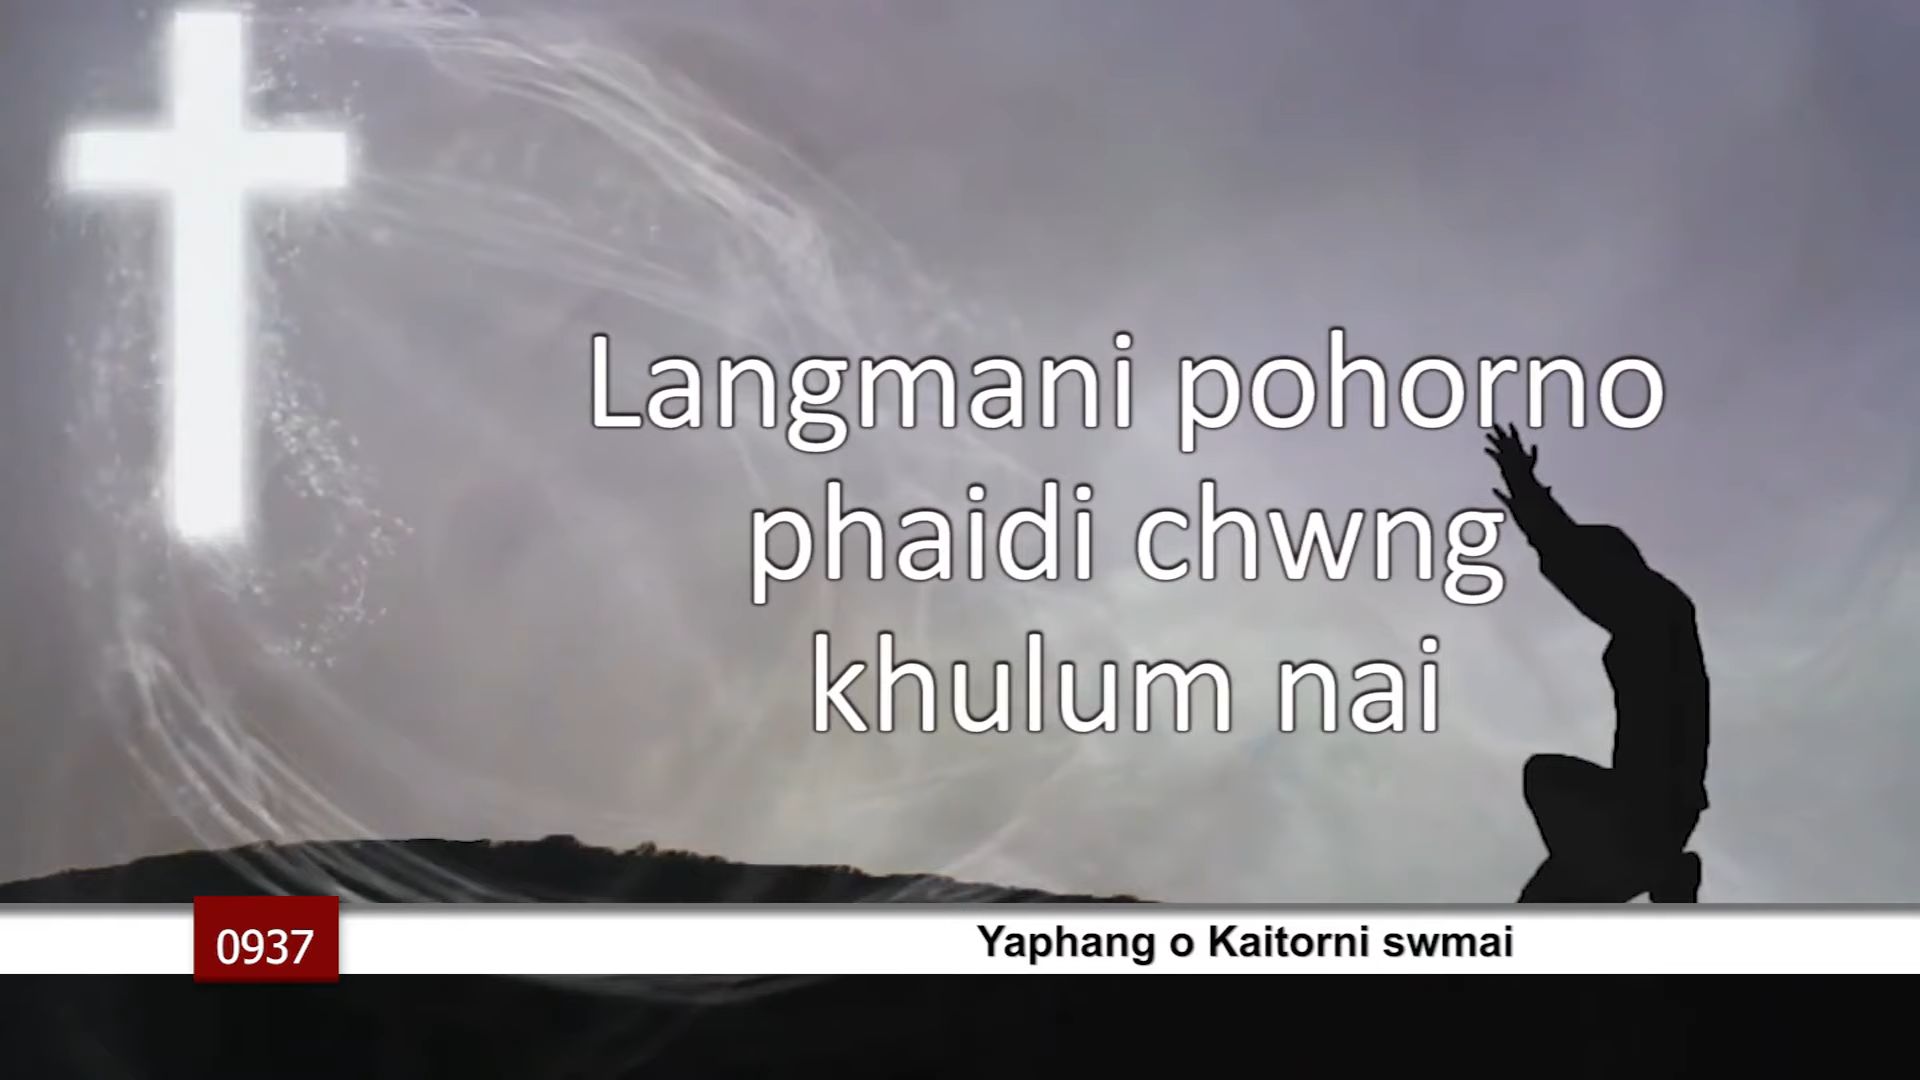 Langmani pohorno
phaidi chwng
khulum nai
0937
Yaphang o Kaitorni swmai